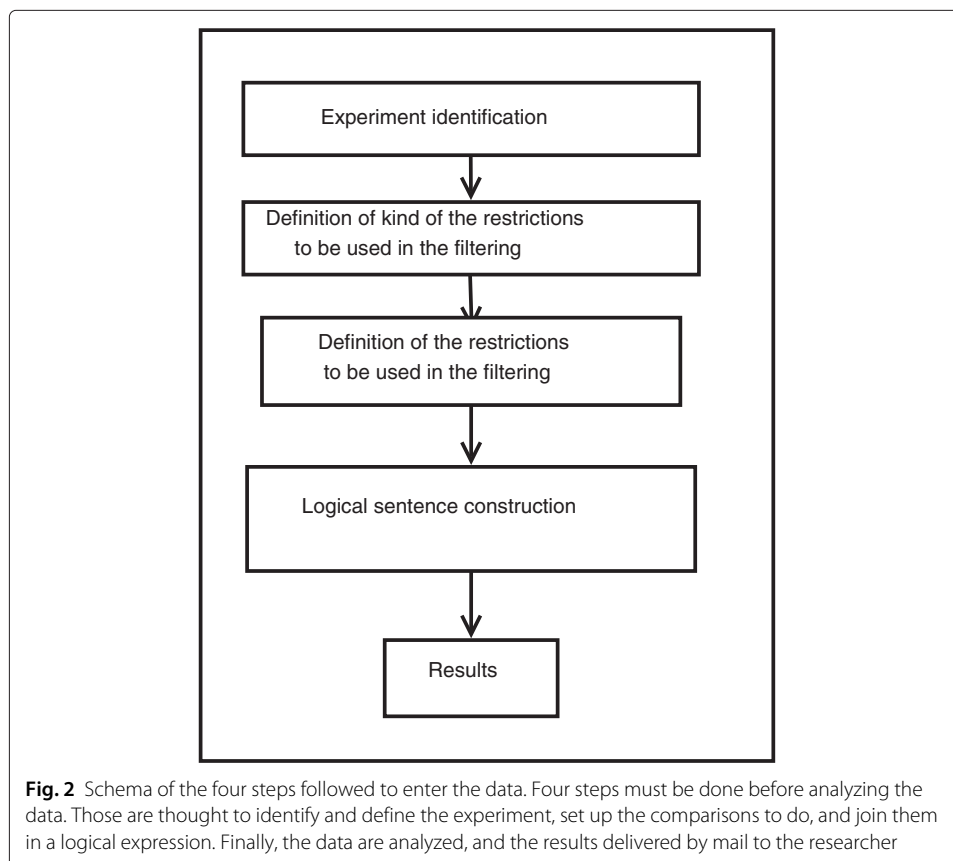 Experiment identification
Definition of kind of the restrictions
to be used in the filtering
Definition of the restrictions
to be used in the filtering
Logical sentence construction
Results
Fig. 2 Schema of the four steps followed to enter the data. Four steps must be done before analyzing the
data. Those are thought to identify and define the experiment, set up the comparisons to do, and join them
in a logical expression. Finally, the data are analyzed, and the results delivered by mail to the researcher